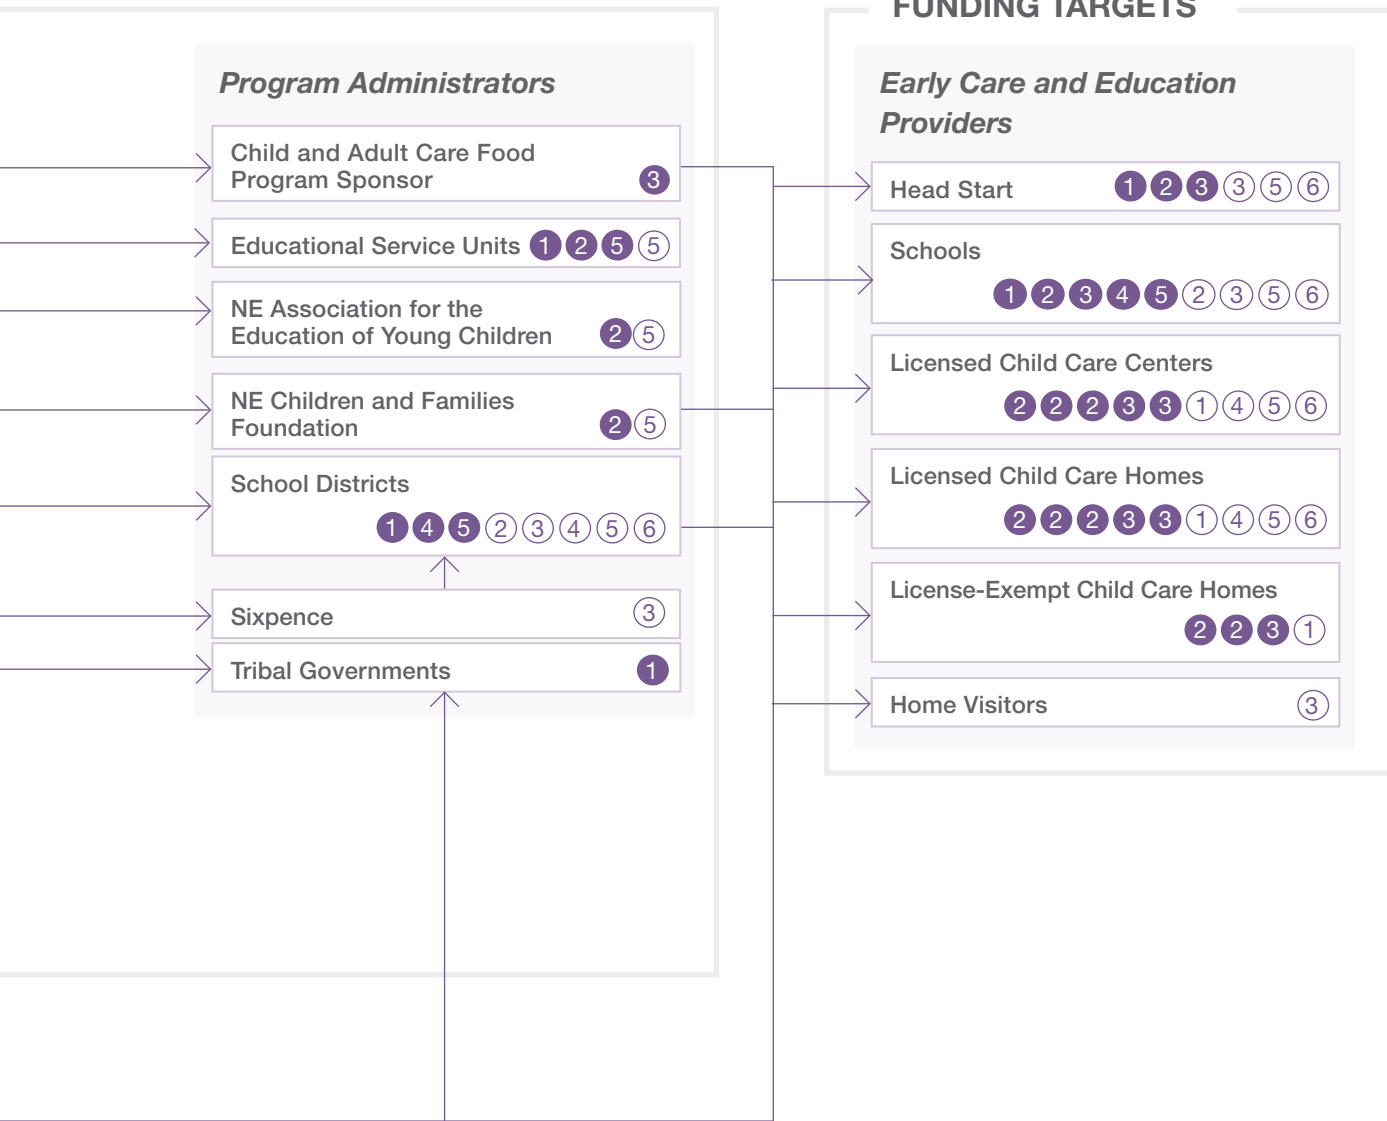 FUNDING TARGETS
Program Administrators
Child and Adult Care Food
Program Sponsor 3
Educational Service Units 1 2 5 5
NE Association for the
Education of Young Children 2 5
NE Children and Families
Foundation 2 5
School Districts
1 4 5 2 3 4 5 6
Sixpence 3
Tribal Governments 1
Early Care and Education
Providers
Head Start 1 2 3 3 5 6
Schools
1 2 3 4 5 2 3 5 6
Licensed Child Care Centers
2 2 2 3 3 1 4 5 6
Licensed Child Care Homes
2 2 2 3 3 1 4 5 6
License-Exempt Child Care Homes
2 2 3 1
Home Visitors 3